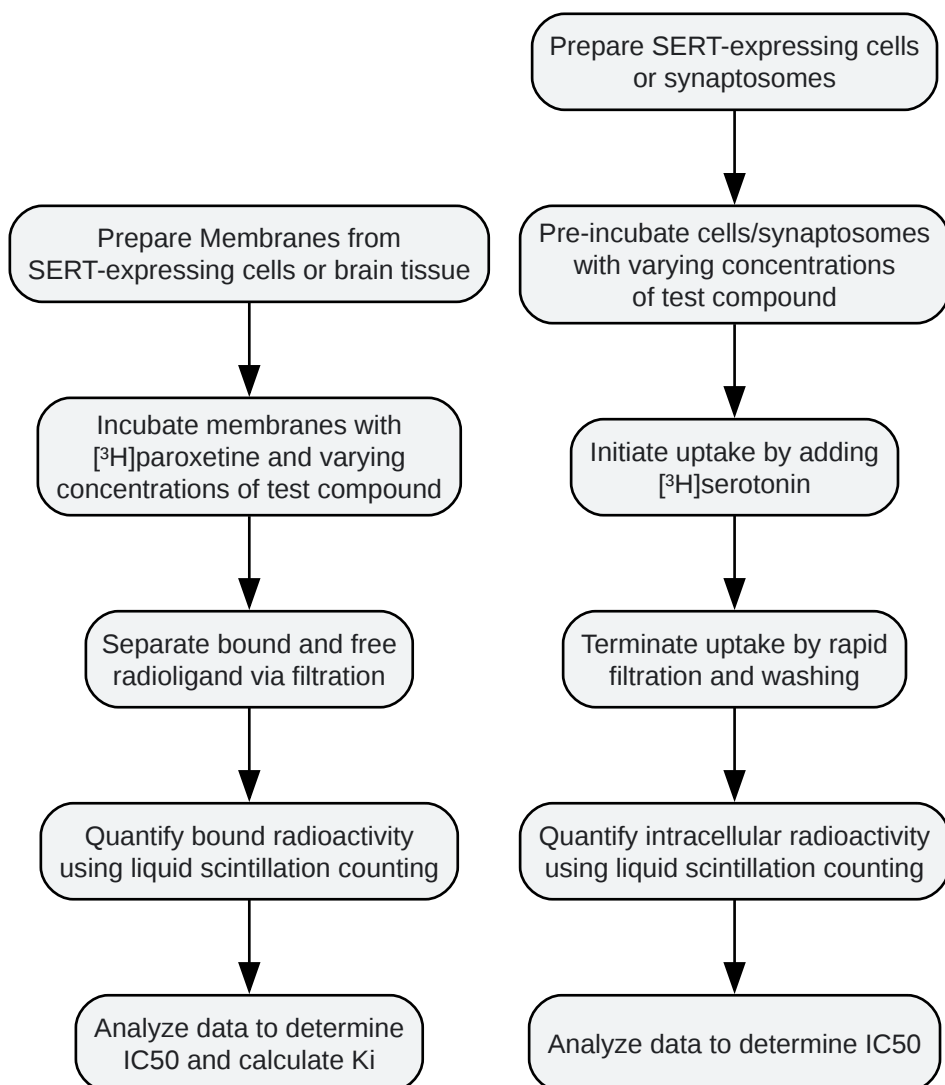 Prepare Membranes from
SERT-expressing cells or brain tissue
Incubate membranes with
[³H]paroxetine and varying
concentrations of test compound
Separate bound and free
radioligand via filtration
Quantify bound radioactivity
using liquid scintillation counting
Analyze data to determine
IC50 and calculate Ki
Prepare SERT-expressing cells
or synaptosomes
Pre-incubate cells/synaptosomes
with varying concentrations
of test compound
Initiate uptake by adding
[³H]serotonin
Terminate uptake by rapid
filtration and washing
Quantify intracellular radioactivity
using liquid scintillation counting
Analyze data to determine IC50